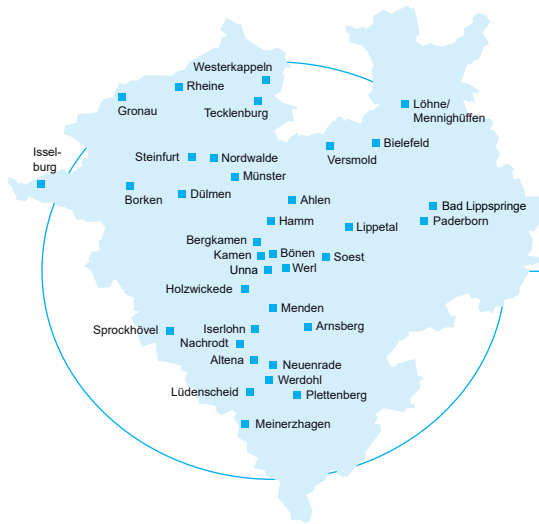 Westerkappeln
Rheine
Gronau
Tecklenburg
Löhne/
Mennighüffen
Bielefeld
Versmold
Issel-
burg
Steinfurt
Nordwalde
Münster
Borken
Dülmen
Ahlen
Bad Lippspringe
Paderborn
Hamm
Lippetal
Bergkamen
Kamen
Bönen
Soest
Unna
Werl
Holzwickede
Menden
Sprockhövel
Iserlohn
Arnsberg
Nachrodt
Altena
Neuenrade
Werdohl
Lüdenscheid
Plettenberg
Meinerzhagen